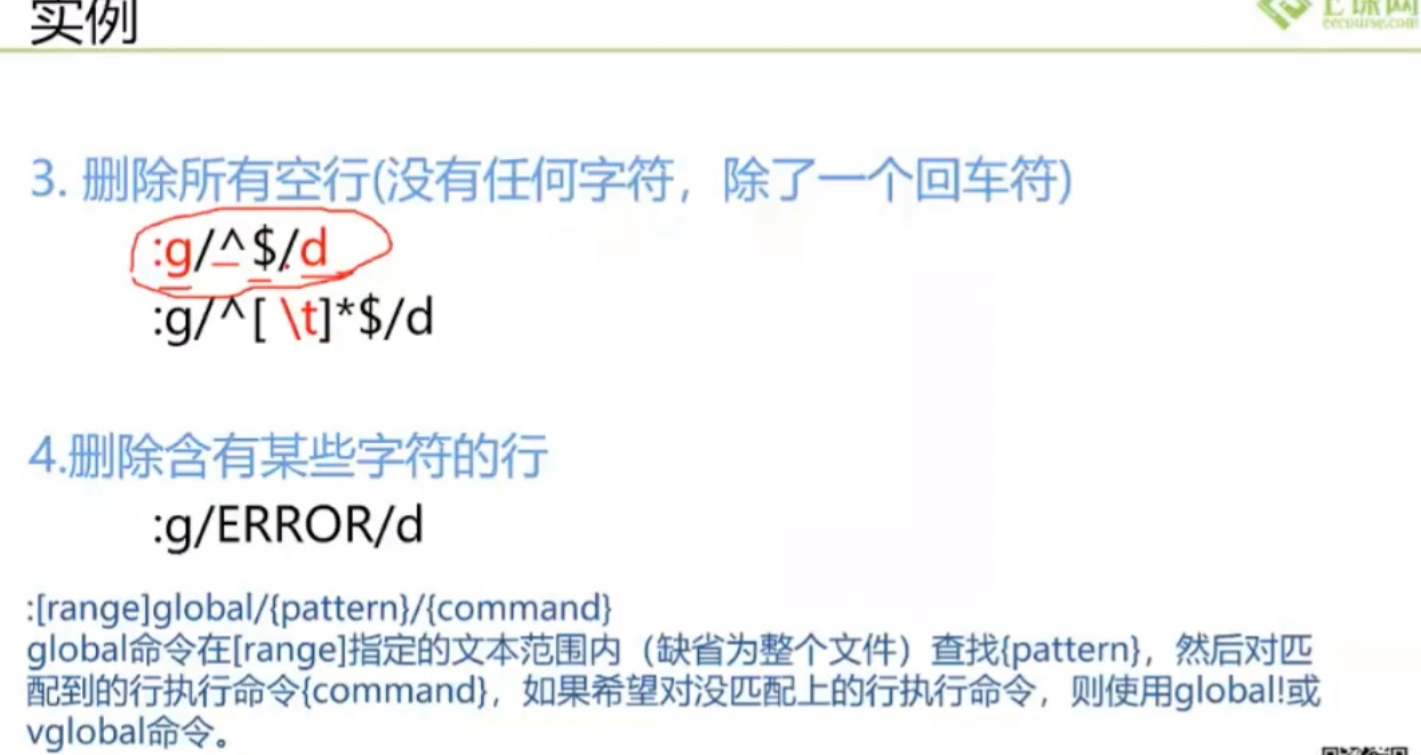 实例
eecourse.com
3. 删除所有空行(没有任何字符，除了一个回车符)
:g/^$/d
:g/^[ \t]*$/d
4.删除含有某些字符的行
:g/ERROR/d
:[range]global/{pattern}/{command}
global命令在[range]指定的文本范围内（缺省为整个文件）查找{pattern}，然后对匹
配到的行执行命令{command}，如果希望对没匹配上的行执行命令，则使用global!或
vglobal命令。